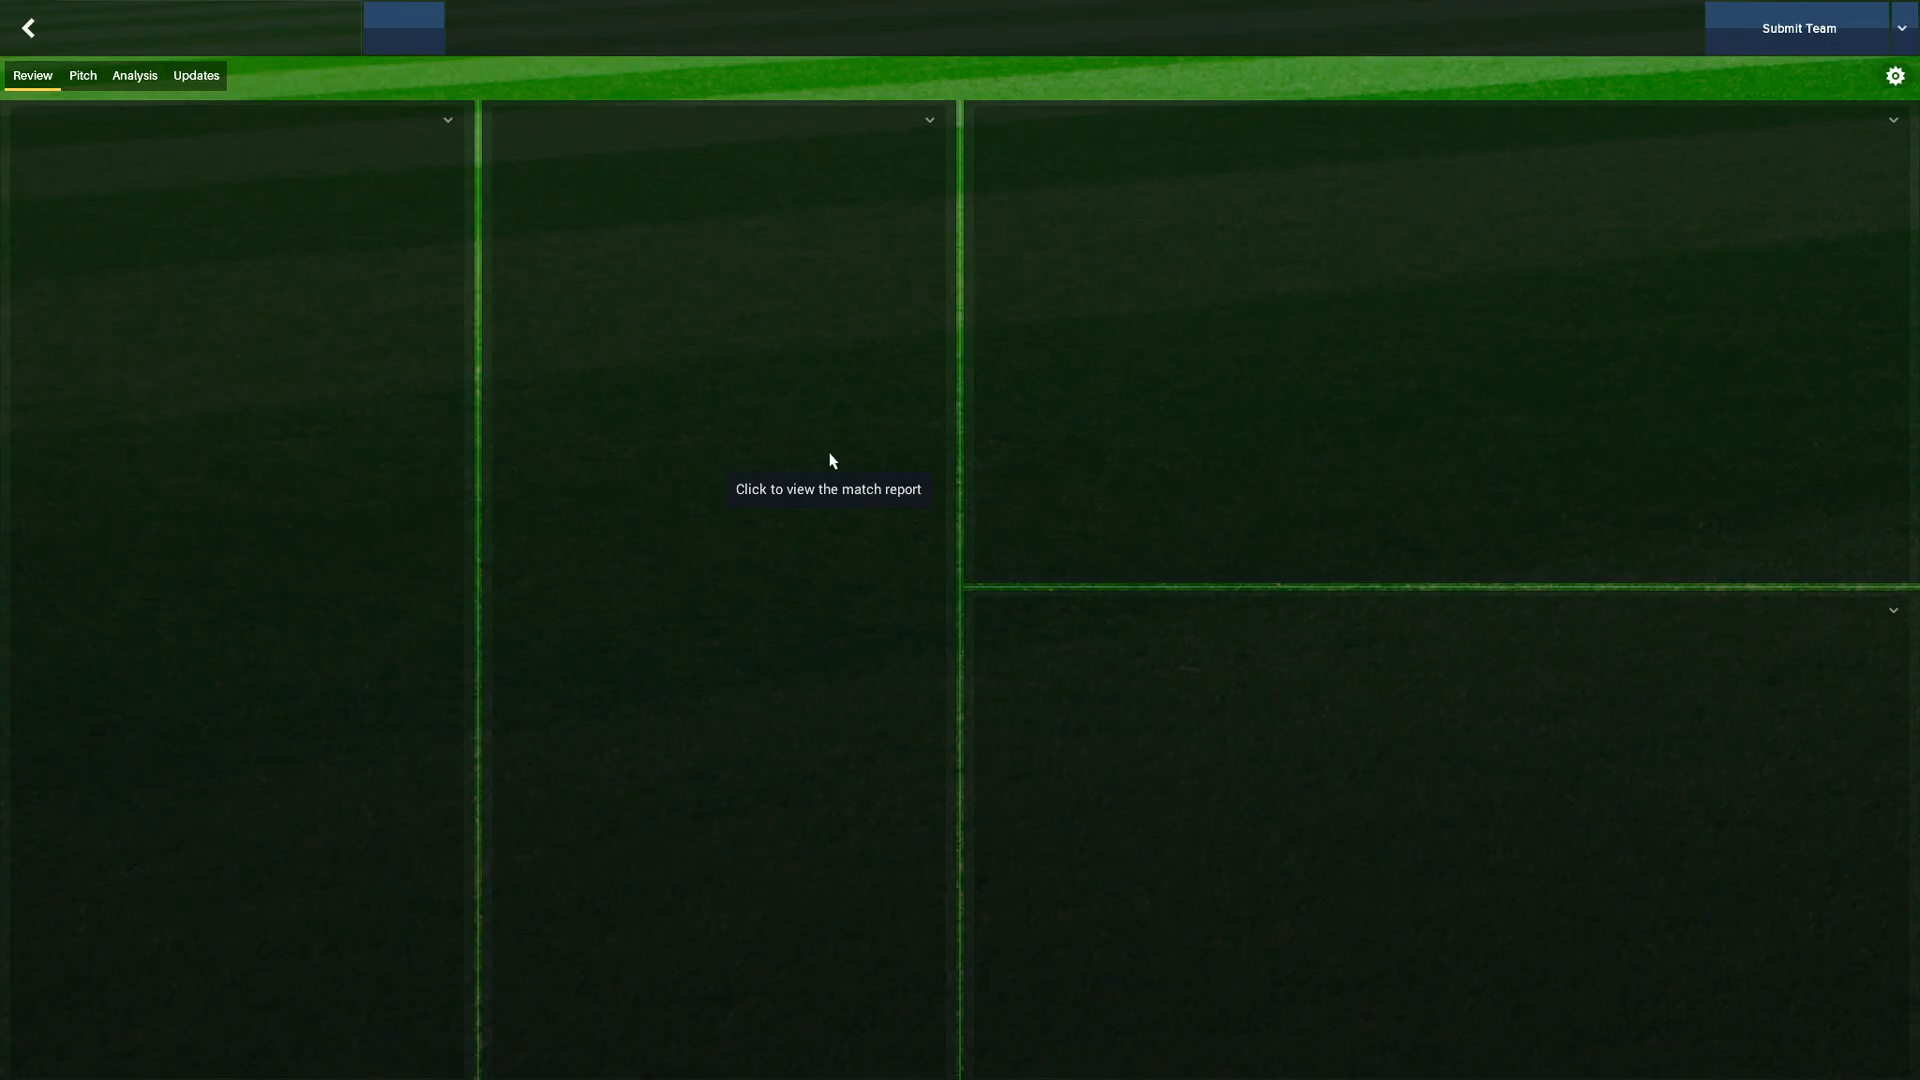 Submit Team
Review Pitch Analysis Updates
Click to view the match report